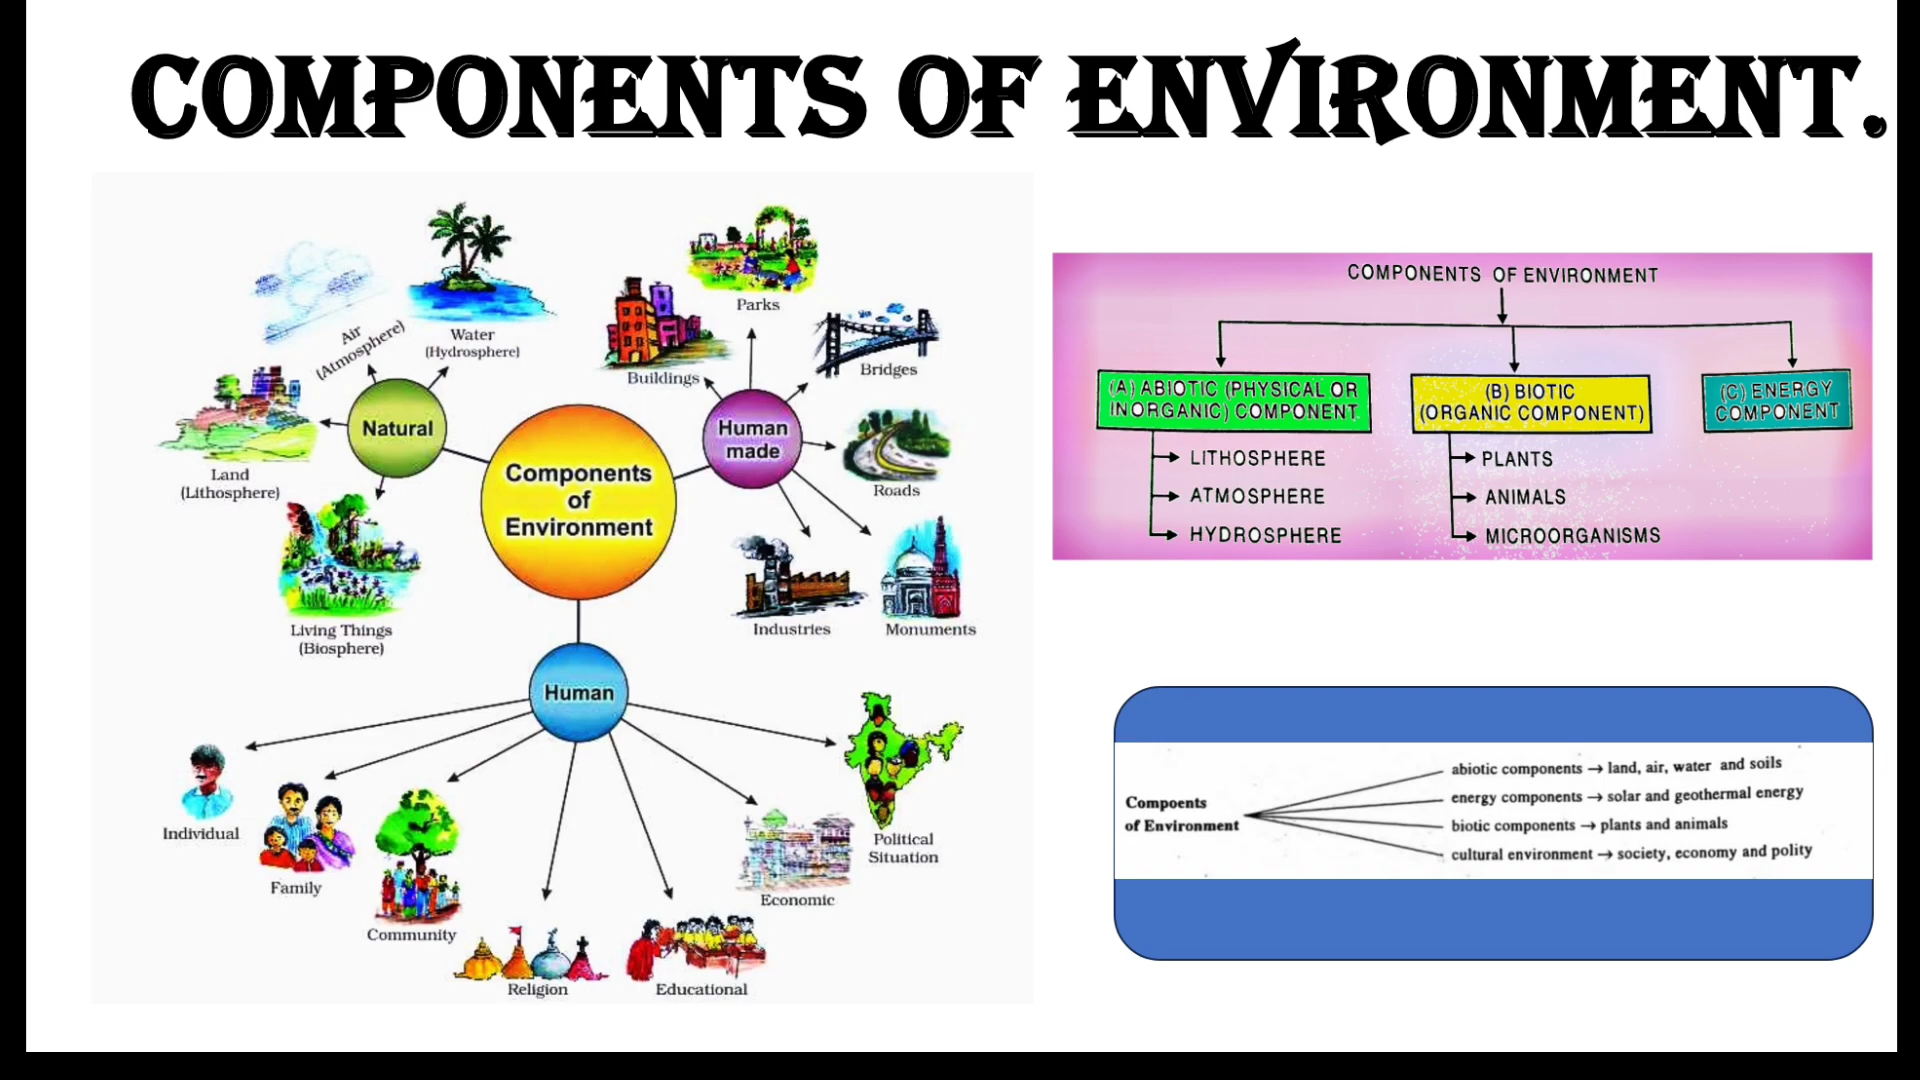 COMPONENTS OF ENVIRONMENT.
Air
(Atmosphere)
Water
(Hydrosphere)
Land
(Lithosphere)
Natural
Living Things
(Biosphere)
Components
of
Environment
Human
made
Buildings
Parks
Bridges
Roads
Industries
Monuments
Human
Individual
Family
Community
Religion
Educational
Economic
Political
Situation
COMPONENTS OF ENVIRONMENT
(A) ABIOTIC (PHYSICAL OR
INORGANIC) COMPONENT
LITHOSPHERE
ATMOSPHERE
HYDROSPHERE
(B) BIOTIC
(ORGANIC COMPONENT)
PLANTS
ANIMALS
MICROORGANISMS
(C) ENERGY
COMPONENT
Compoents
of Environment
abiotic components → land, air, water and soils
energy components → solar and geothermal energy
biotic components → plants and animals
cultural environment → society, economy and polity